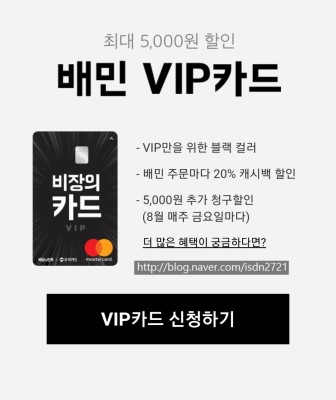 최대 5,000원 할인
배민 VIP카드
비장의
카드
VIP
mastercard
- VIP만을 위한 블랙 컬러
- 배민 주문마다 20% 캐시백 할인
- 5,000원 추가 청구할인
(8월 매주 금요일마다)
더 많은 혜택이 궁금하다면?
http://blog.naver.com/isdn2721
VIP카드 신청하기